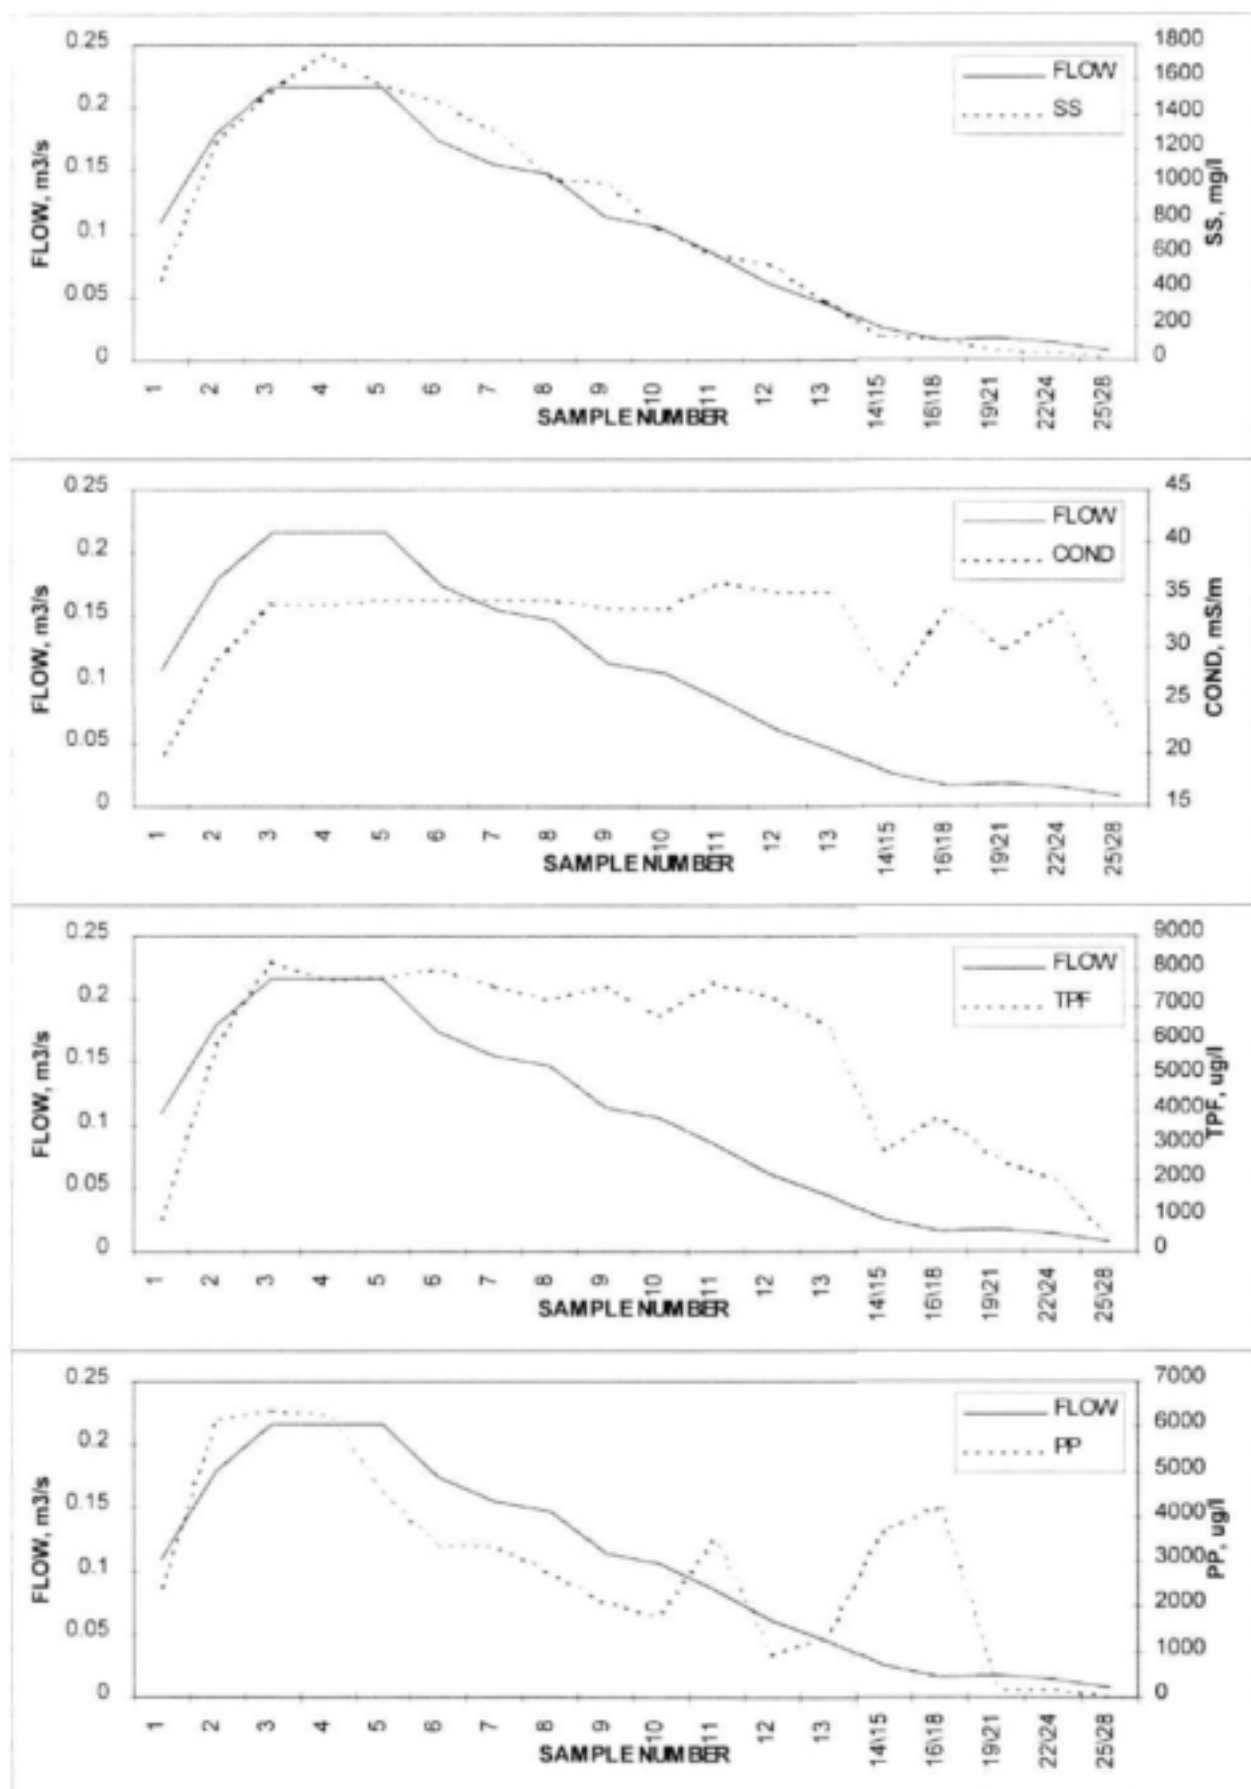 0.25
0.2
0.15
0.1
0.05
0
FLOW, m3/s
1800
1600
1400
1200
1000
800
600
400
200
0
SS, mg/l
FLOW
SS
1 2 3 4 5 6 7 8 9 10 11 12 13 14\15 16\18 19\21 22\24 25\28
SAMPLE NUMBER
0.25
0.2
0.15
0.1
0.05
0
FLOW, m3/s
45
40
35
30
25
20
15
COND, mS/m
FLOW
COND
1 2 3 4 5 6 7 8 9 10 11 12 13 14\15 16\18 19\21 22\24 25\28
SAMPLE NUMBER
0.25
0.2
0.15
0.1
0.05
0
FLOW, m3/s
9000
8000
7000
6000
5000
4000
3000
2000
1000
0
TPF, ug/l
FLOW
TPF
1 2 3 4 5 6 7 8 9 10 11 12 13 14\15 16\18 19\21 22\24 25\28
SAMPLE NUMBER
0.25
0.2
0.15
0.1
0.05
0
FLOW, m3/s
7000
6000
5000
4000
3000
2000
1000
0
PP, ug/l
FLOW
PP
1 2 3 4 5 6 7 8 9 10 11 12 13 14\15 16\18 19\21 22\24 25\28
SAMPLE NUMBER